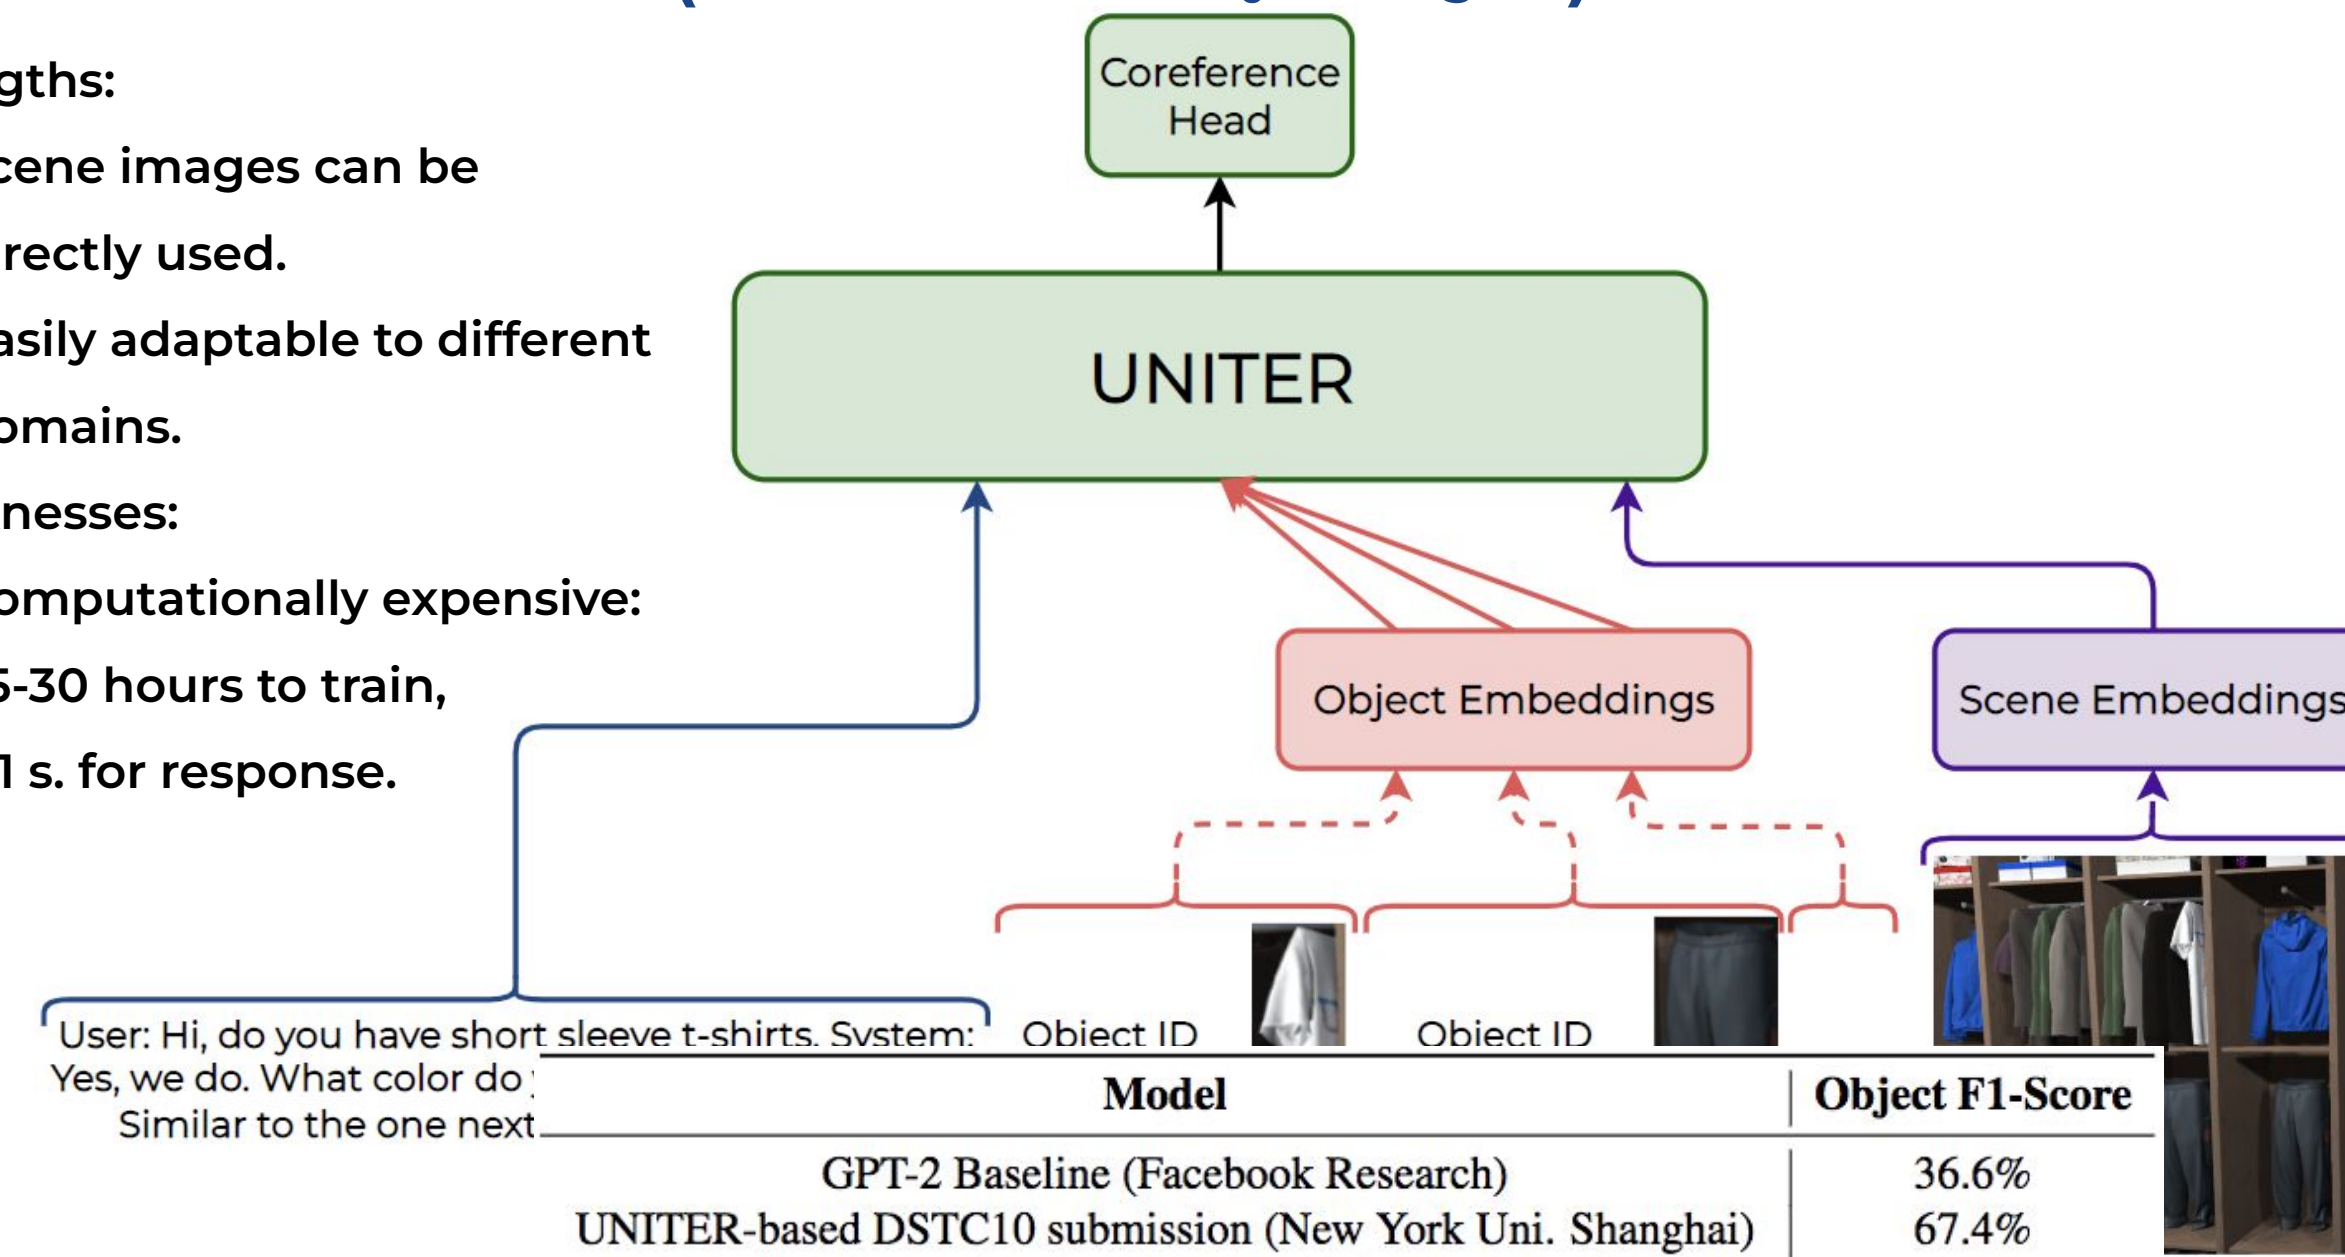 gths:
cene images can be
rectly used.
asily adaptable to different
omains.
nesses:
omputationally expensive:
5-30 hours to train,
1 s. for response.
Coreference
Head
UNITER
Object Embeddings
Scene Embeddings
User: Hi, do you have short sleeve t-shirts. System:
Yes, we do. What color do
Similar to the one next
Object ID
Object ID
Model Object F1-Score
GPT-2 Baseline (Facebook Research) 36.6%
UNITER-based DSTC10 submission (New York Uni. Shanghai) 67.4%